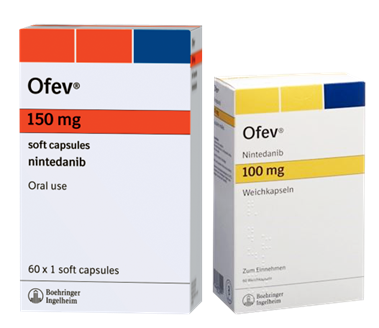 Ofev®
150 mg
soft capsules
nintedanib
Oral use
60 x 1 soft capsules
Boehringer
Ingelheim
Ofev®
Nintedanib
100 mg
Weichkapseln
Zum Einnehmen
Boehringer
Ingelheim